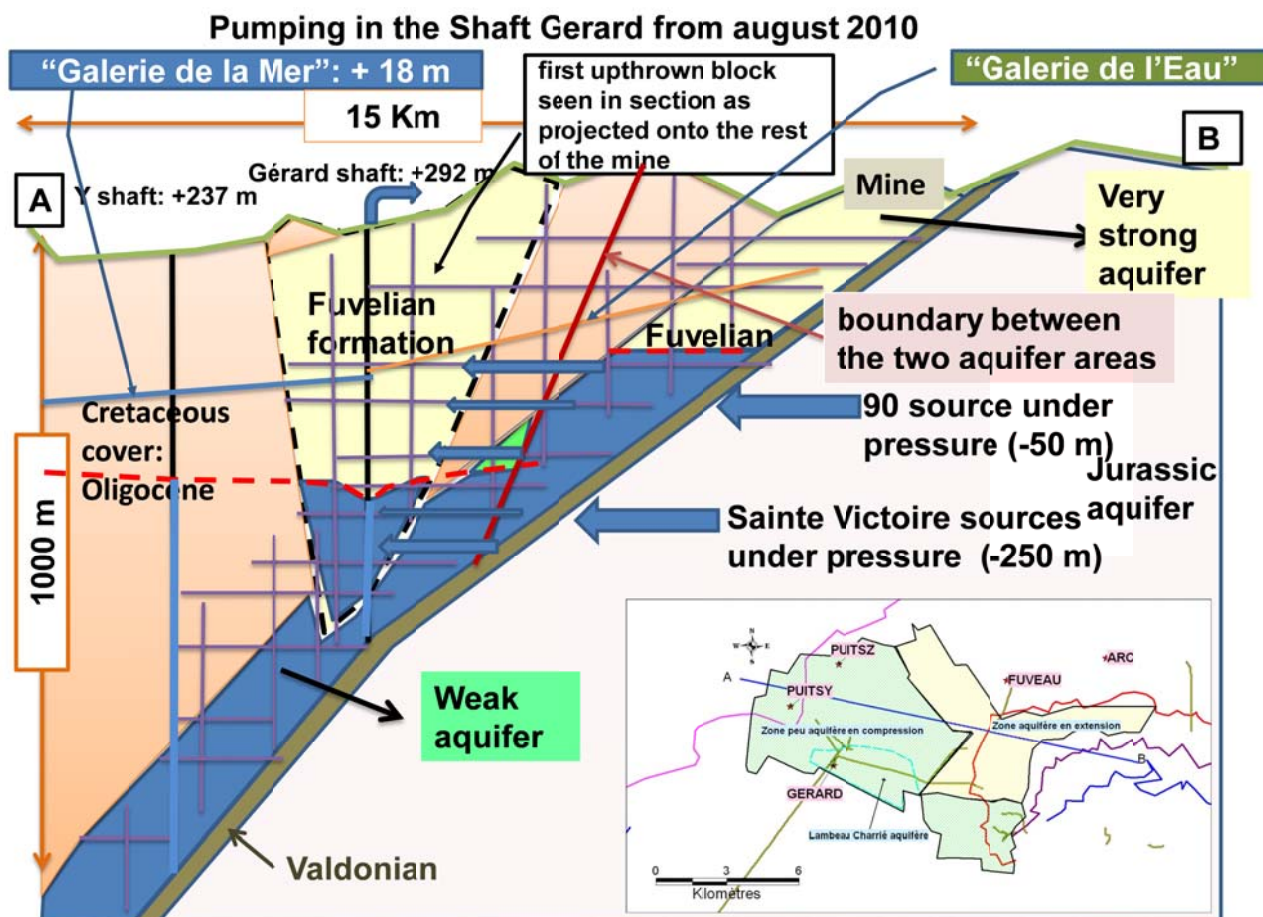 Pumping in the Shaft Gerard from august 2010
“Galerie de la Mer”: + 18 m
first upthrown block
seen in section as
projected onto the rest
of the mine
“Galerie de l’Eau”
15 Km
A
B
Y shaft: +237 m
Gérard shaft: +292 m
Mine
Very
strong
aquifer
Fuvelian
formation
Fuvelian
boundary between
the two aquifer areas
Cretaceous
cover:
Oligocene
90 source under
pressure (-50 m)
Jurassic
aquifer
Sainte Victoire sources
under pressure (-250 m)
1000 m
Weak
aquifer
Valdonian
N
W
E
S
A
PUITSZ
PUITSY
ARC
FUVEAU
Zone peu aquifère en compression
Zone aquifère en extension
B
GERARD
Lambeau Charrié aquifère
0 3 6
Kilomètres